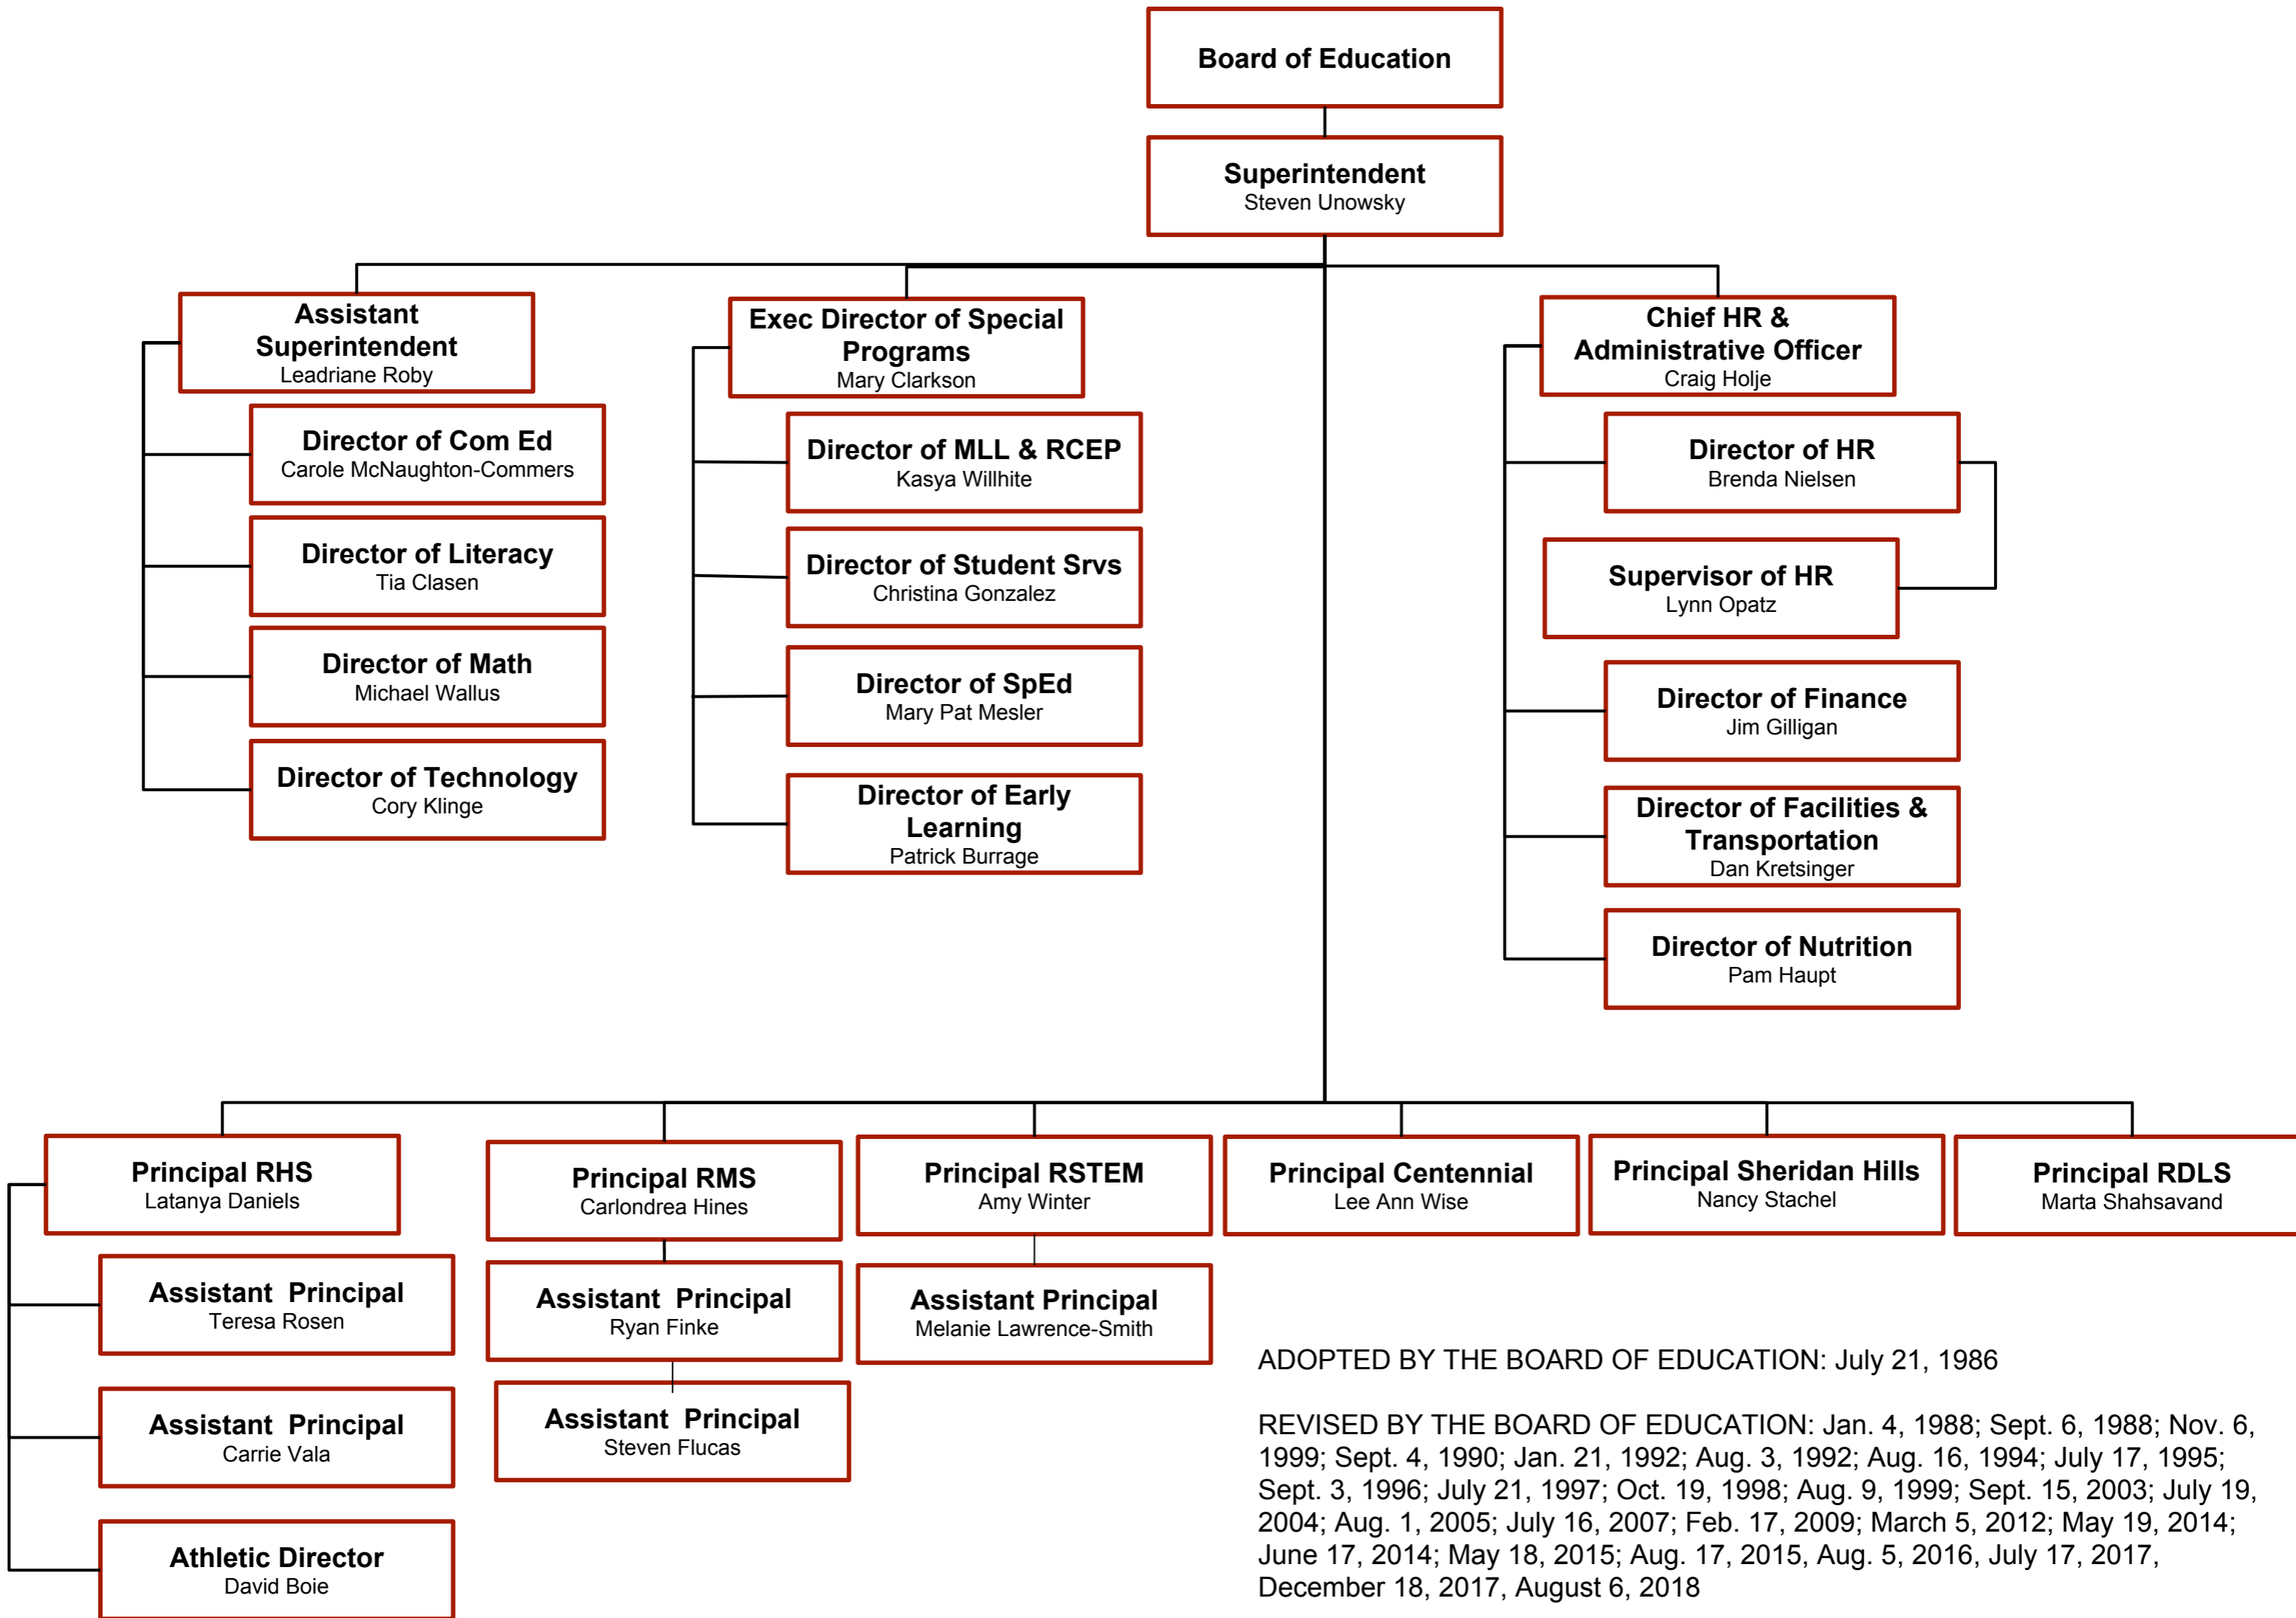 Board of Education
Superintendent
Steven Unowsky
Assistant
Superintendent
Leadriane Roby
Director of Com Ed
Carole McNaughton-Commers
Director of Literacy
Tia Clasen
Director of Math
Michael Wallus
Director of Technology
Cory Klinge
Exec Director of Special
Programs
Mary Clarkson
Director of MLL & RCEP
Kasya Willhite
Director of Student Srvs
Christina Gonzalez
Director of SpEd
Mary Pat Mesler
Director of Early
Learning
Patrick Burrage
Chief HR &
Administrative Officer
Craig Holje
Director of HR
Brenda Nielsen
Supervisor of HR
Lynn Opatz
Director of Finance
Jim Gilligan
Director of Facilities &
Transportation
Dan Kretsinger
Director of Nutrition
Pam Haupt
Principal RHS
Latanya Daniels
Assistant  Principal
Teresa Rosen
Assistant  Principal
Carrie Vala
Athletic Director
David Boie
Principal RMS
Carlondrea Hines
Assistant  Principal
Ryan Finke
Assistant  Principal
Steven Flucas
Principal RSTEM
Amy Winter
Assistant Principal
Melanie Lawrence-Smith
Principal Centennial
Lee Ann Wise
Principal Sheridan Hills
Nancy Stachel
Principal RDLS
Marta Shahsavand
ADOPTED BY THE BOARD OF EDUCATION: July 21, 1986
REVISED BY THE BOARD OF EDUCATION: Jan. 4, 1988; Sept. 6, 1988; Nov. 6,
1999; Sept. 4, 1990; Jan. 21, 1992; Aug. 3, 1992; Aug. 16, 1994; July 17, 1995;
Sept. 3, 1996; July 21, 1997; Oct. 19, 1998; Aug. 9, 1999; Sept. 15, 2003; July 19,
2004; Aug. 1, 2005; July 16, 2007; Feb. 17, 2009; March 5, 2012; May 19, 2014;
June 17, 2014; May 18, 2015; Aug. 17, 2015, Aug. 5, 2016, July 17, 2017,
December 18, 2017, August 6, 2018